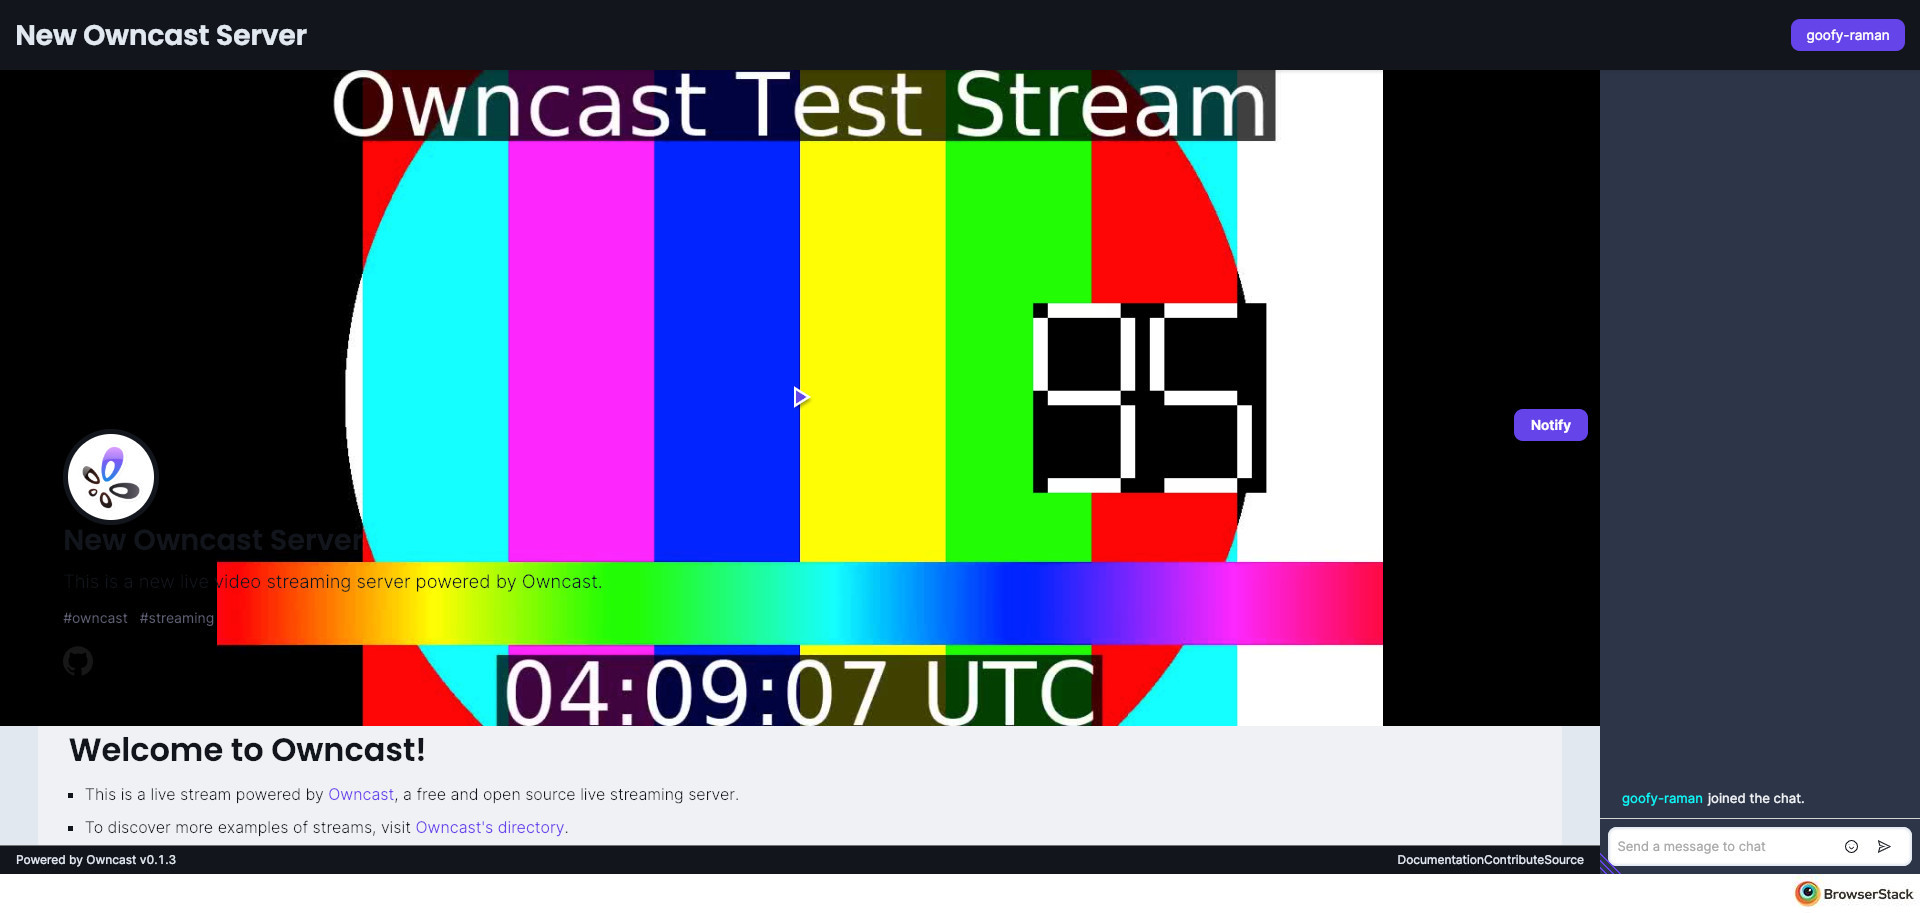 New Owncast Server
goofy-raman
Owncast Test Stream
95
Notify
New Owncast Server
This is a new live video streaming server powered by Owncast.
#owncast #streaming
04:09:07 UTC
Welcome to Owncast!
This is a live stream powered by Owncast, a free and open source live streaming server.
To discover more examples of streams, visit Owncast's directory.
goofy-raman joined the chat.
Send a message to chat
Powered by Owncast v0.1.3
DocumentationContributeSource
BrowserStack